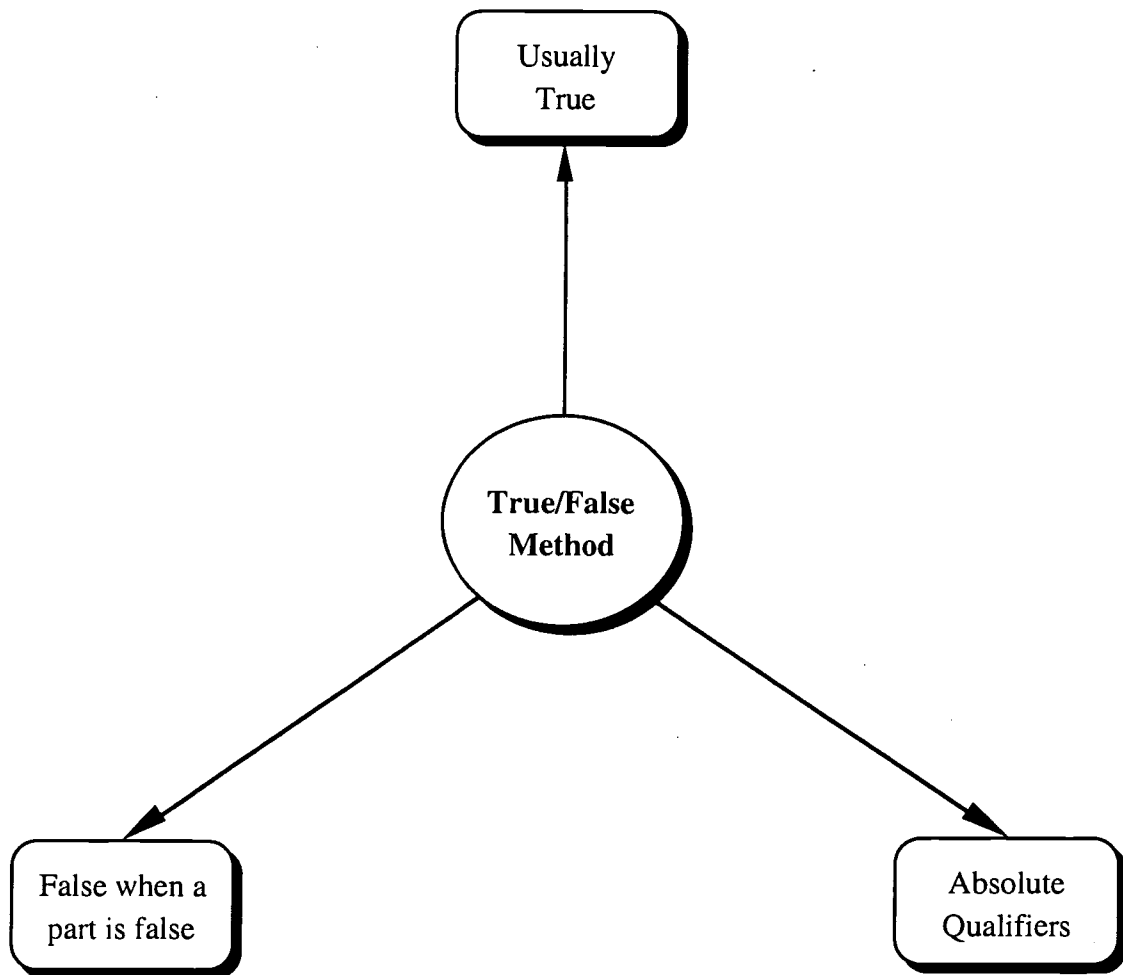 Usually
True
True/False
Method
False when a
part is false
Absolute
Qualifiers